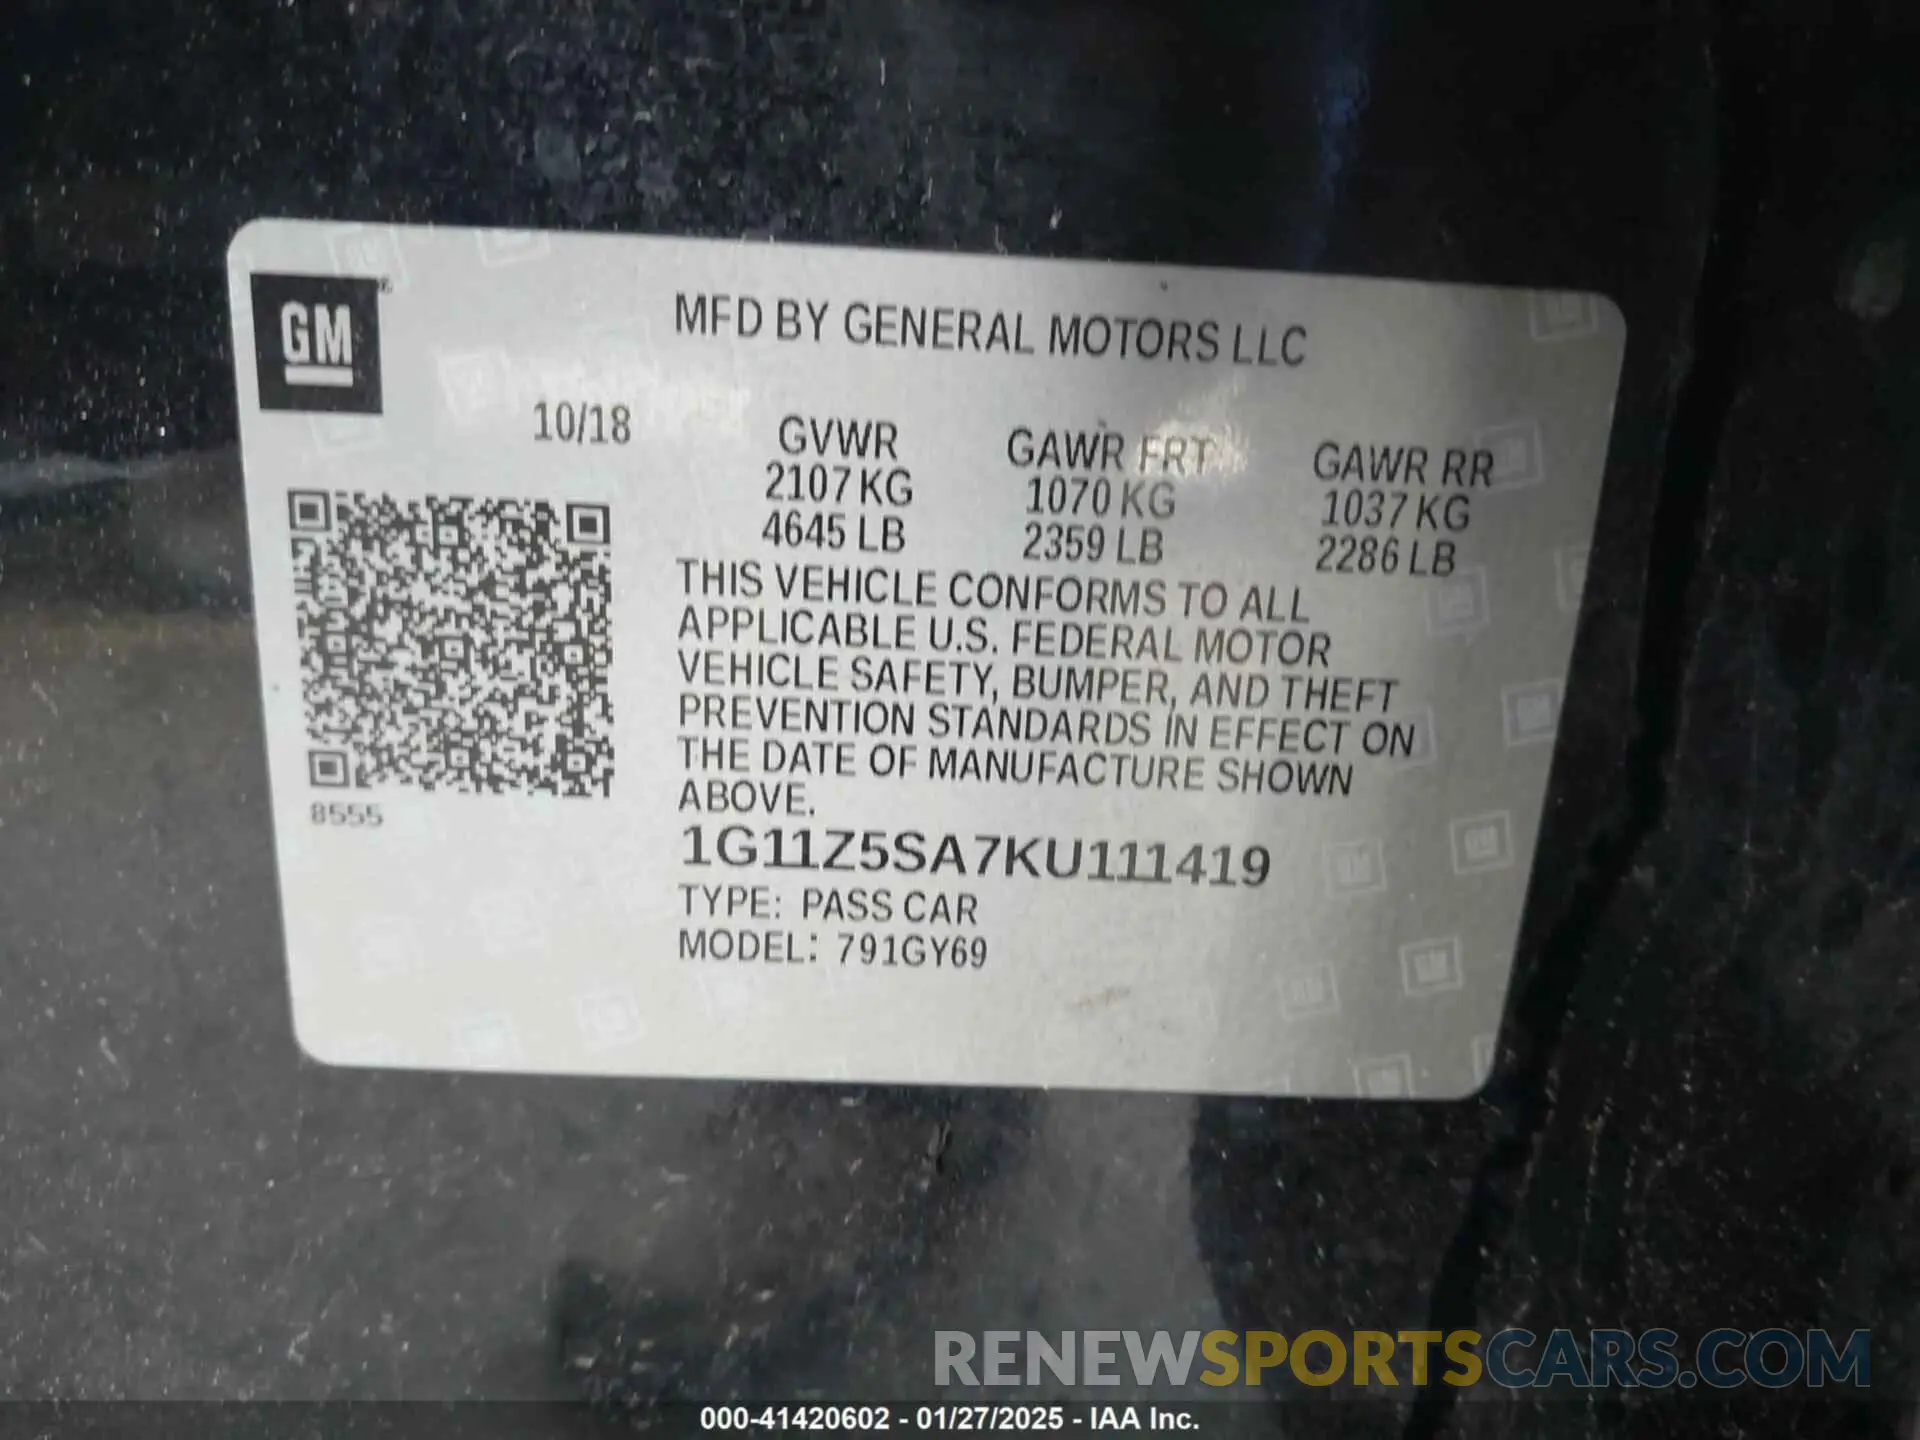 GM
MFD BY GENERAL MOTORS LLC
10/18
GVWR GAWR FRT GAWR RR
2107 KG 1070 KG 1037 KG
4645 LB 2359 LB 2286 LB
THIS VEHICLE CONFORMS TO ALL
APPLICABLE U.S. FEDERAL MOTOR
VEHICLE SAFETY, BUMPER, AND THEFT
PREVENTION STANDARDS IN EFFECT ON
THE DATE OF MANUFACTURE SHOWN
ABOVE.
8555
1G11Z5SA7KU111419
TYPE: PASS CAR
MODEL: 791GY69
RENEWSPORTSCARS.COM
000-41420602 - 01/27/2025 - IAA Inc.